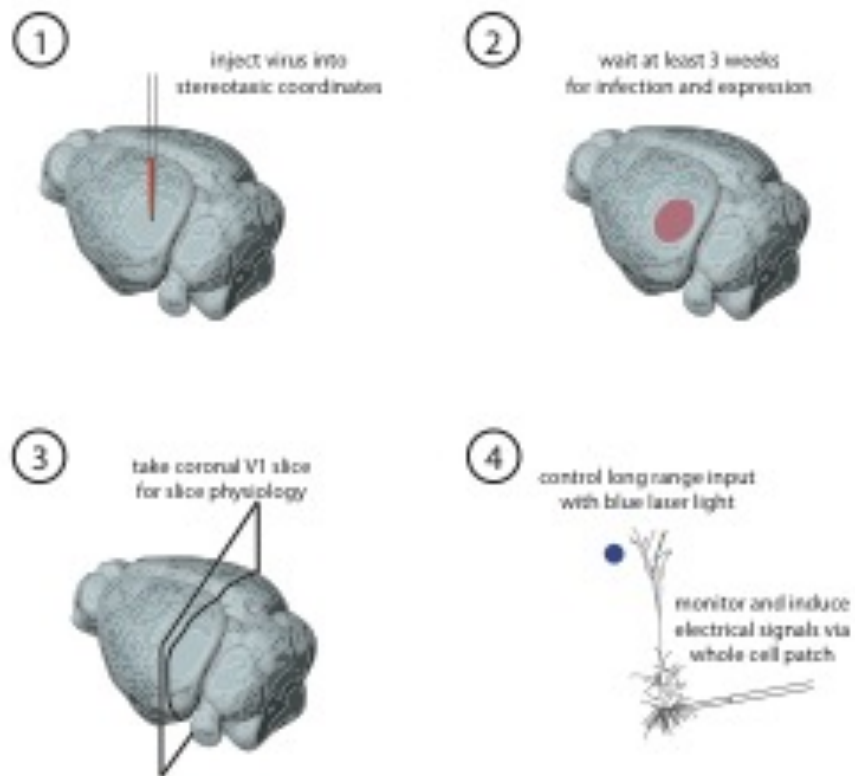 1
inject virus into
stereotaxic coordinates
2
wait at least 3 weeks
for infection and expression
3
take coronal V1 slice
for slice physiology
4
control long range input
with blue laser light
monitor and induce
electrical signals via
whole cell patch